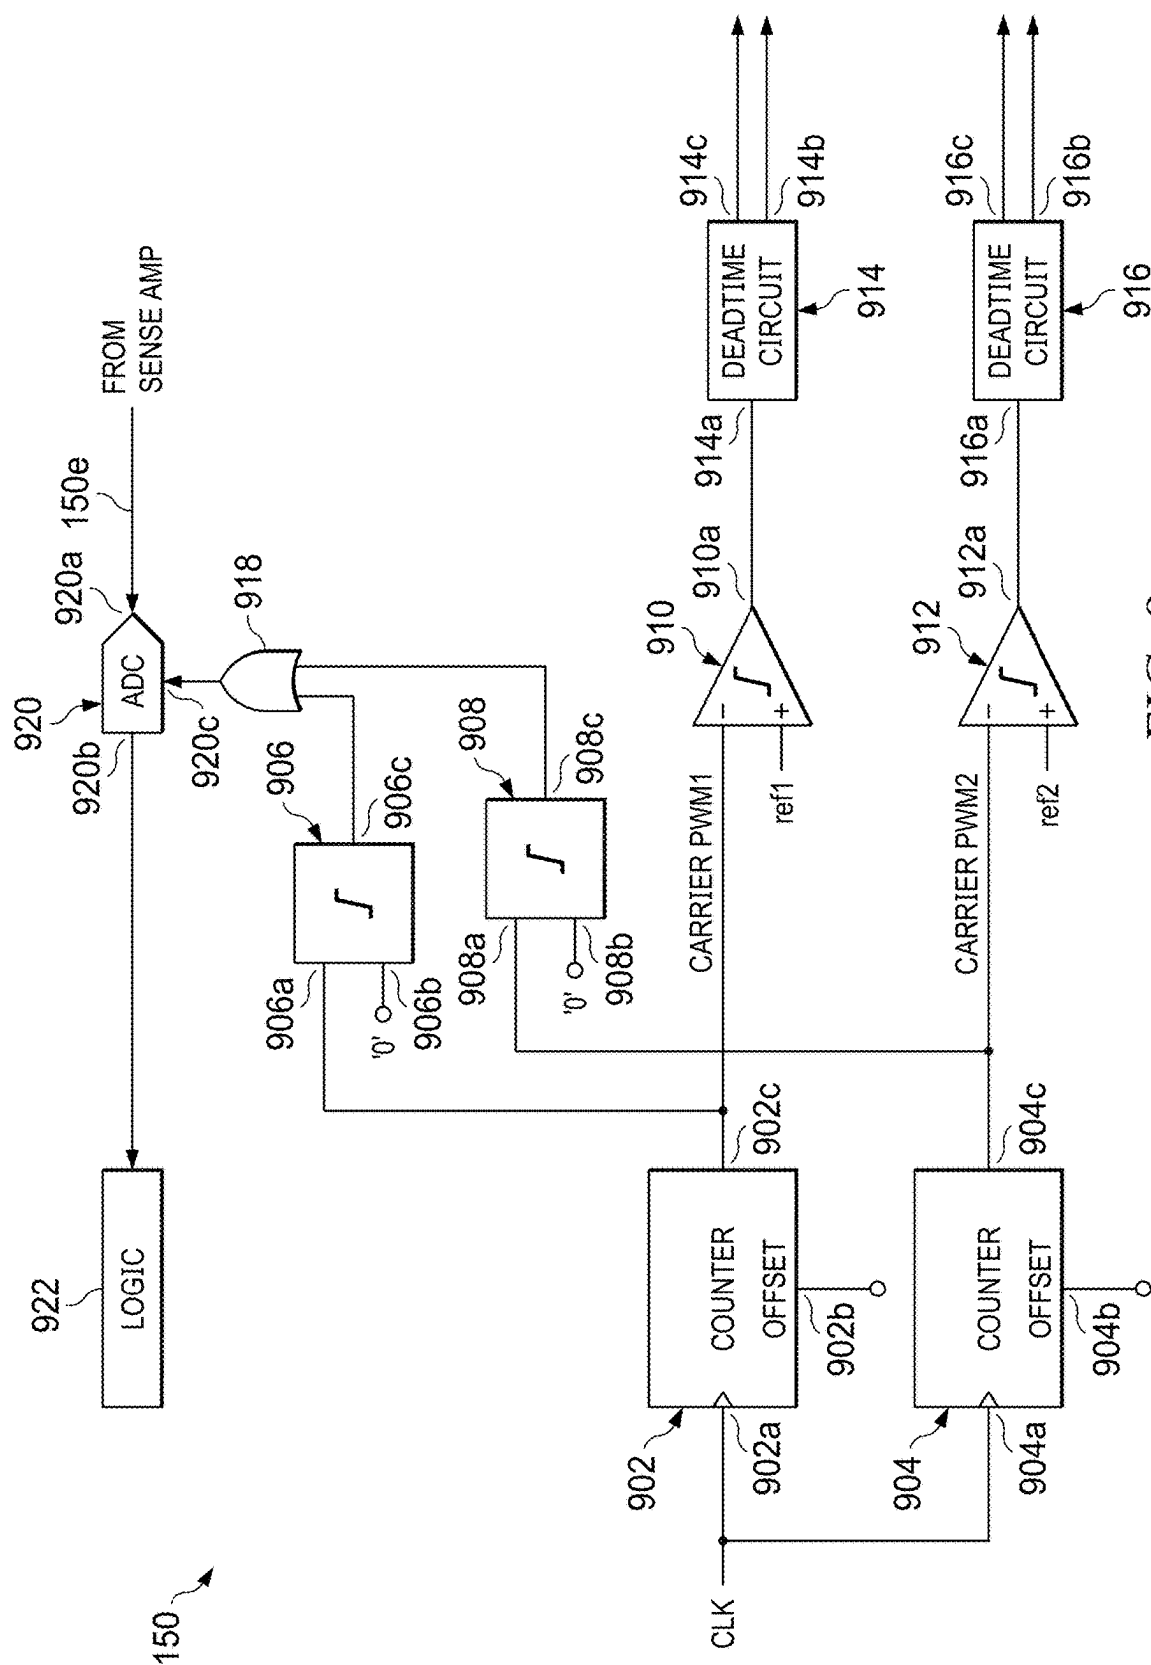 150
922
LOGIC
920b
920
ADC
920a
150e
FROM
SENSE AMP
920c
918
906
906a
906b
'0'
906c
908
908a
908b
'0'
908c
CLK
902
902a
COUNTER
OFFSET
902b
902c
CARRIER PWM1
ref1
-
+
910
910a
914a
DEADTIME
CIRCUIT
914
914c
914b
904
904a
COUNTER
OFFSET
904b
904c
CARRIER PWM2
ref2
-
+
912
912a
916a
DEADTIME
CIRCUIT
916
916c
916b